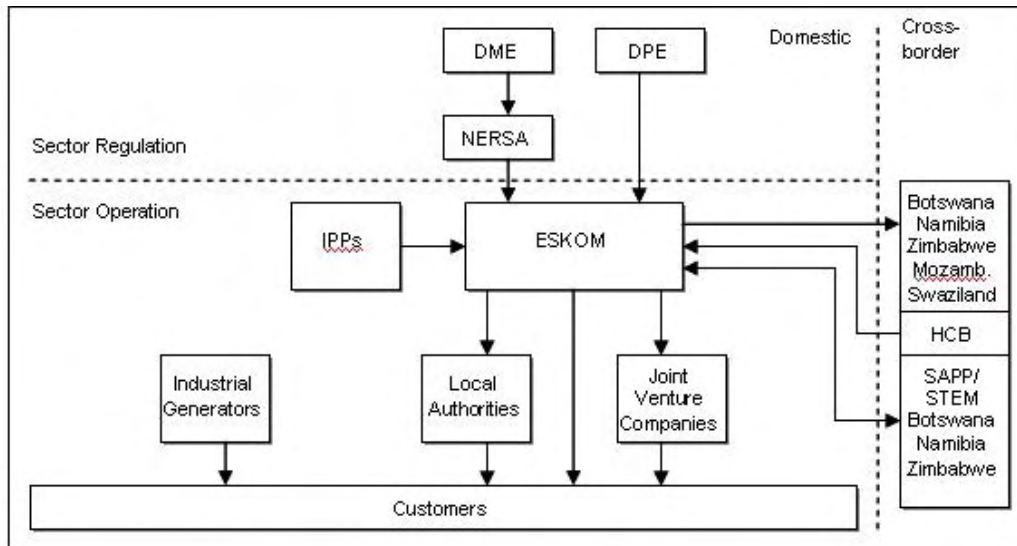 Domestic
Cross-
border
DME
DPE
NERSA
Sector Regulation
Sector Operation
IPPs
ESKOM
Botswana
Namibia
Zimbabwe
Mozamb.
Swaziland
HCB
Industrial
Generators
Local
Authorities
Joint
Venture
Companies
SAPP/
STEM
Botswana
Namibia
Zimbabwe
Customers